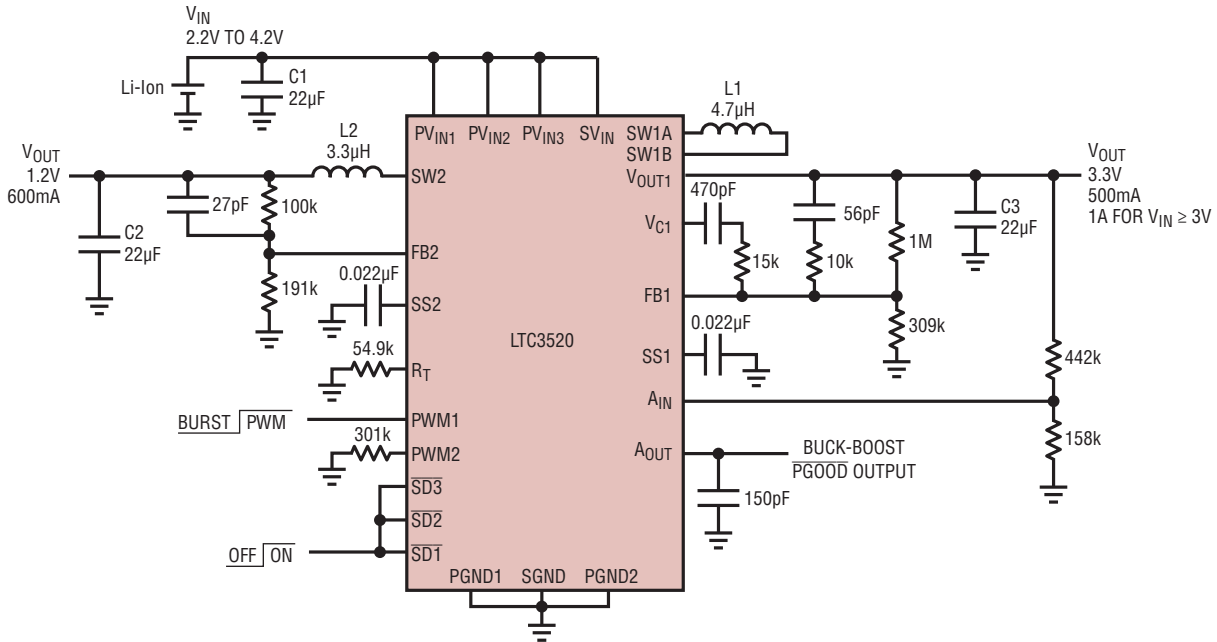 VIN
2.2V TO 4.2V
Li-Ion
C1
22µF
L1
4.7µH
PVIN1 PVIN2 PVIN3 SVIN
SW1A
SW1B
L2
3.3µH
VOUT
1.2V
600mA
SW2
VOUT1
VOUT
3.3V
500mA
1A FOR VIN ≥ 3V
27pF
100k
470pF
VC1
56pF
C3
22µF
1M
C2
22µF
FB2
15k
10k
191k
0.022µF
SS2
FB1
309k
0.022µF
LTC3520
SS1
54.9k
RT
442k
AIN
BURST PWM
PWM1
158k
301k
PWM2
AOUT
BUCK-BOOST
PGOOD OUTPUT
SD3
150pF
SD2
OFF ON
SD1
PGND1 SGND PGND2